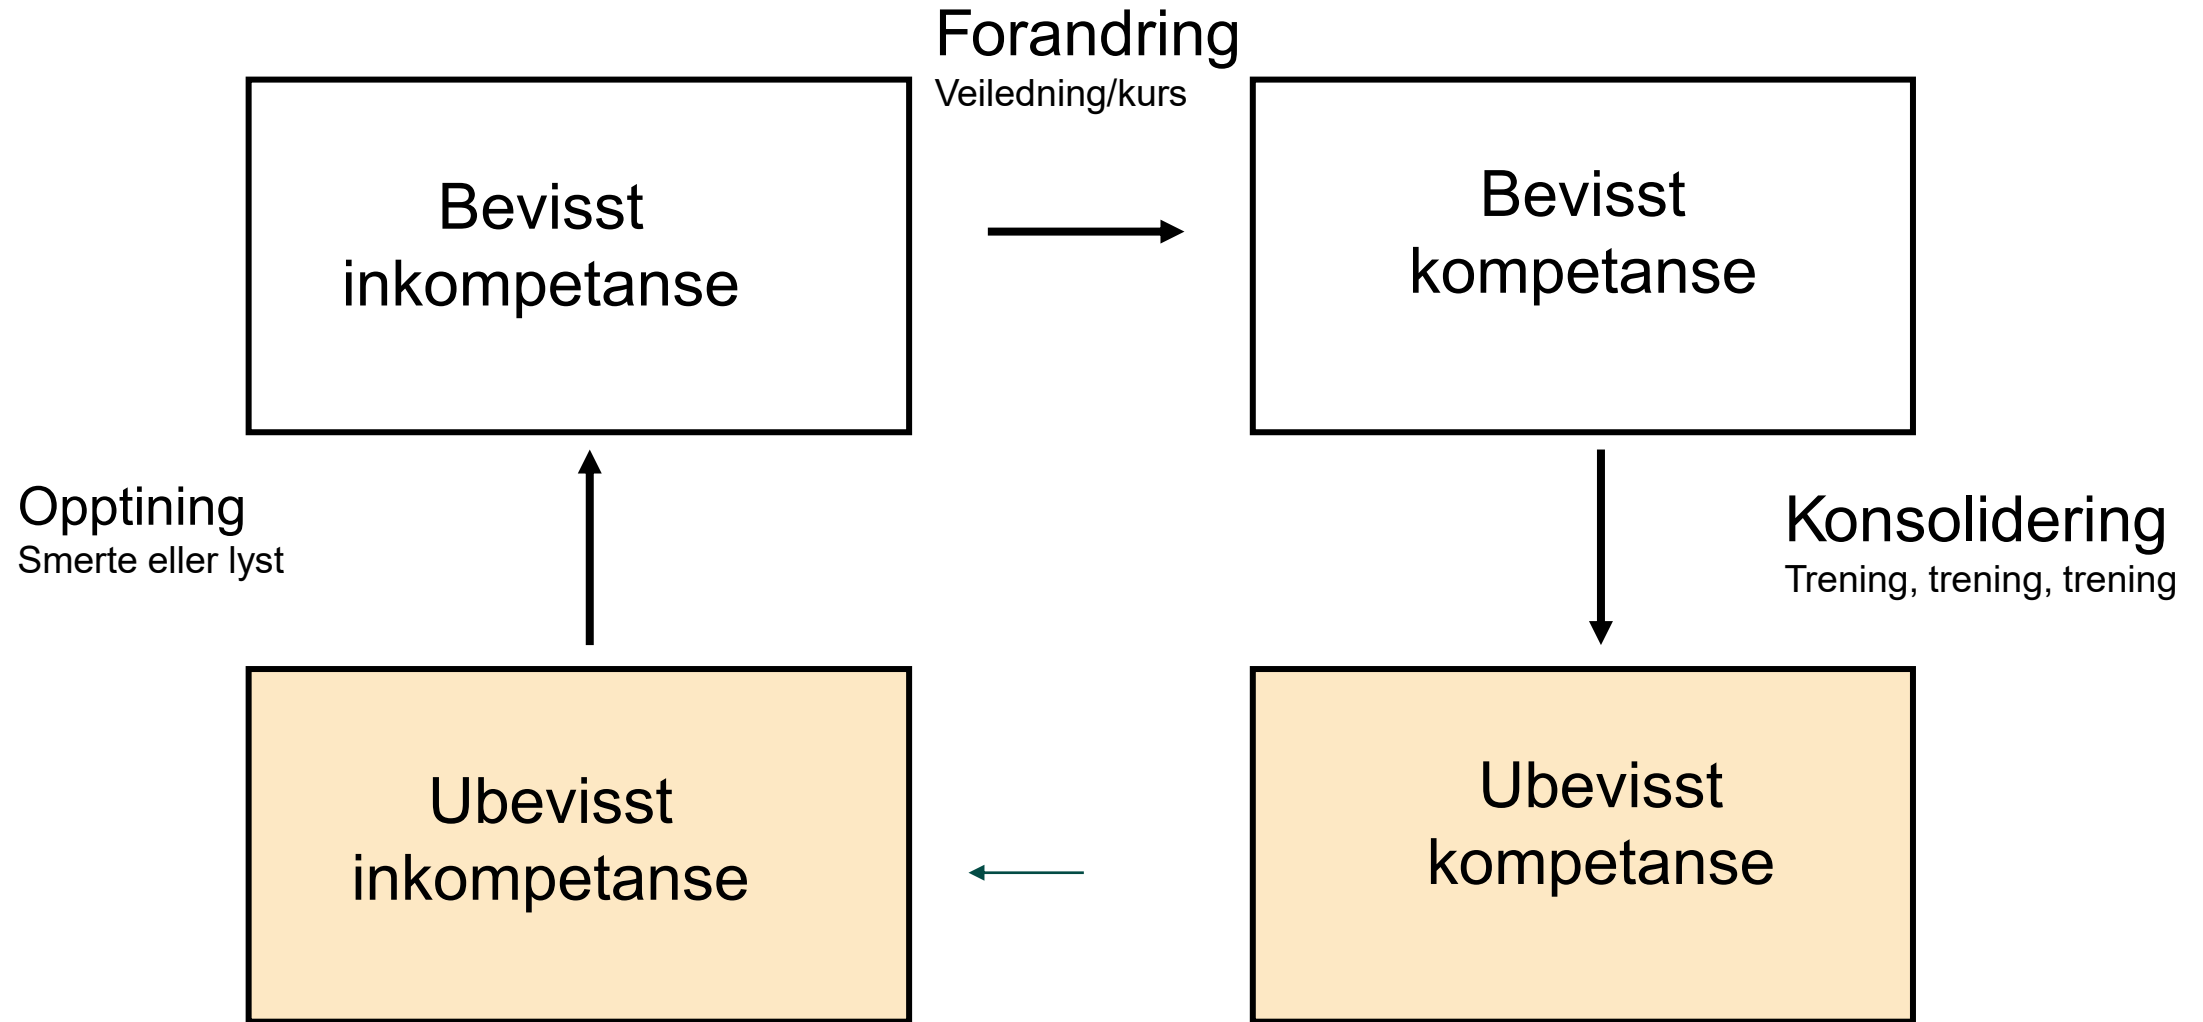 Forandring
Veiledning/kurs
Bevisst
inkompetanse
Bevisst
kompetanse
Opptining
Smerte eller lyst
Konsolidering
Trening, trening, trening
Ubevisst
inkompetanse
Ubevisst
kompetanse